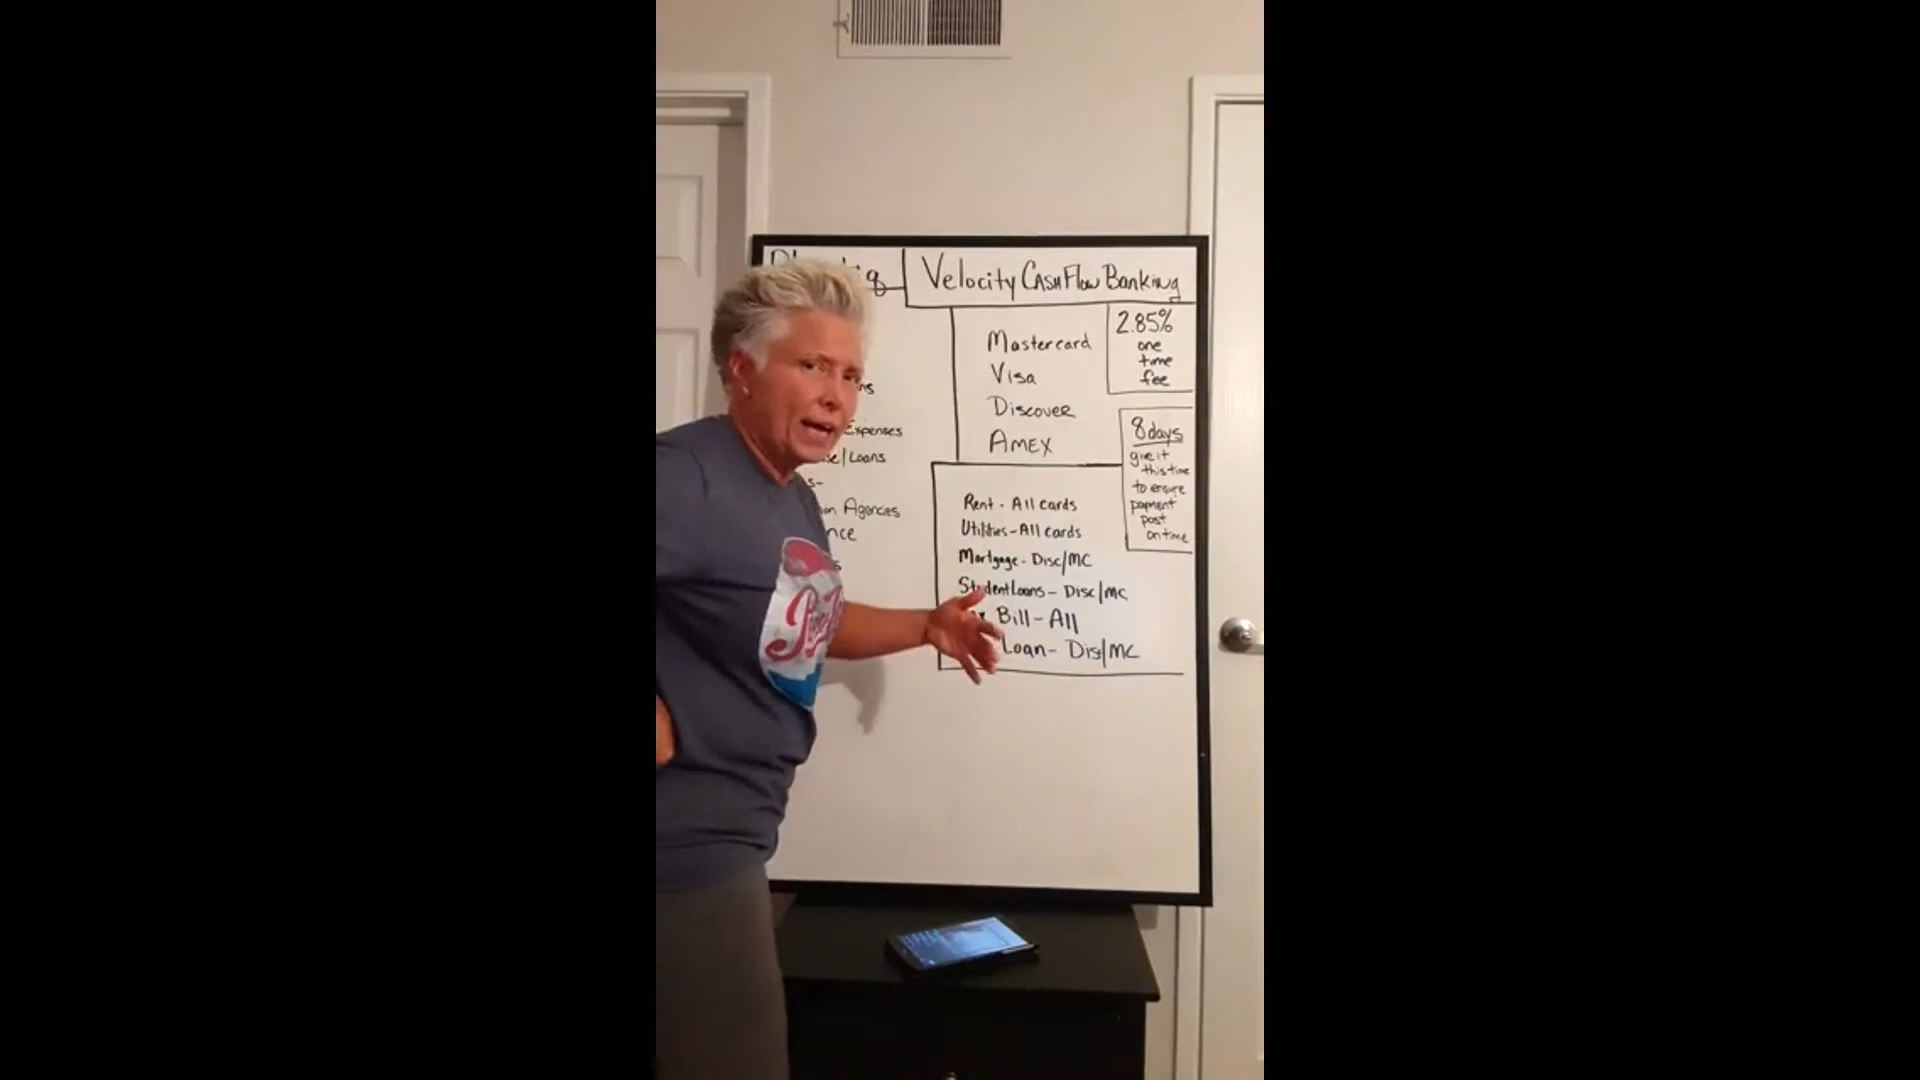 Velocity CASH Flow Banking
2.85%
one
time
fee
Mastercard
Visa
Discover
AMEX
8 days
give it
this time
to ensure
payment
post
on time
Expenses
Loans
Agencies
Rent - All cards
Utilities - All cards
Mortgage - Disc/MC
Student Loans - Disc/MC
Bill - All
Loan - Disc/MC